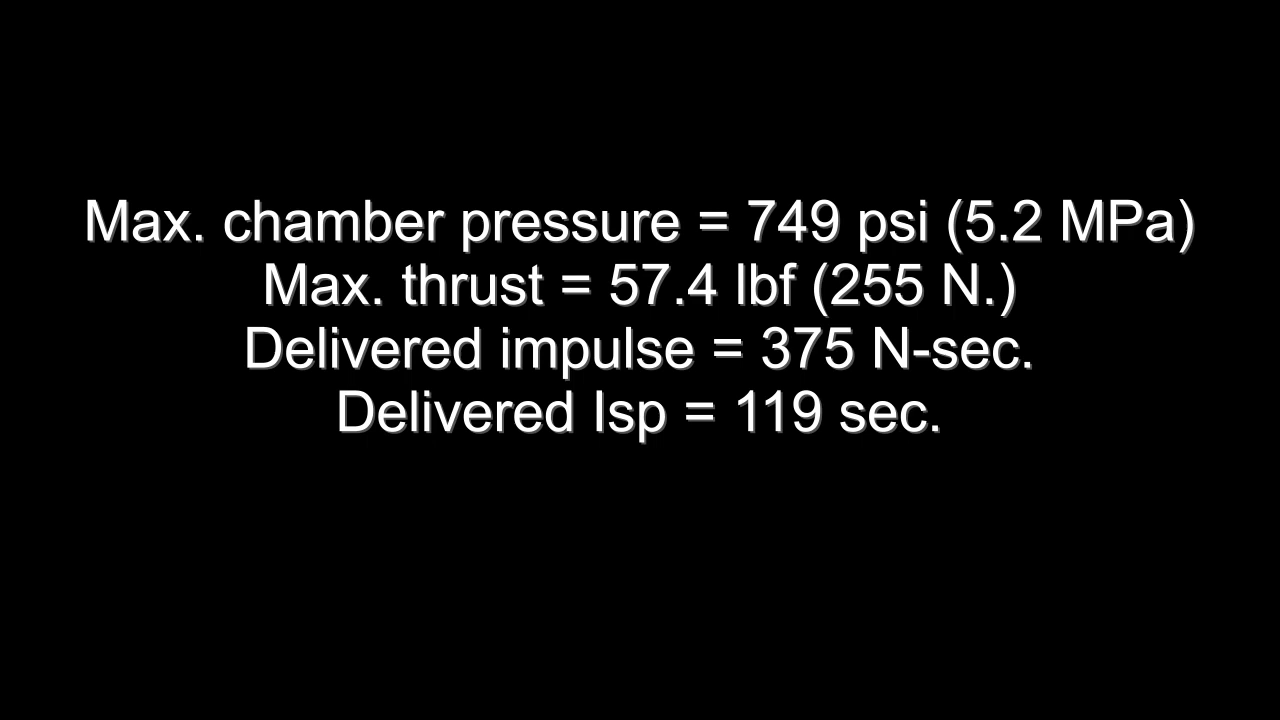 Max. chamber pressure = 749 psi (5.2 MPa)
Max. thrust = 57.4 lbf (255 N.)
Delivered impulse = 375 N-sec.
Delivered Isp = 119 sec.